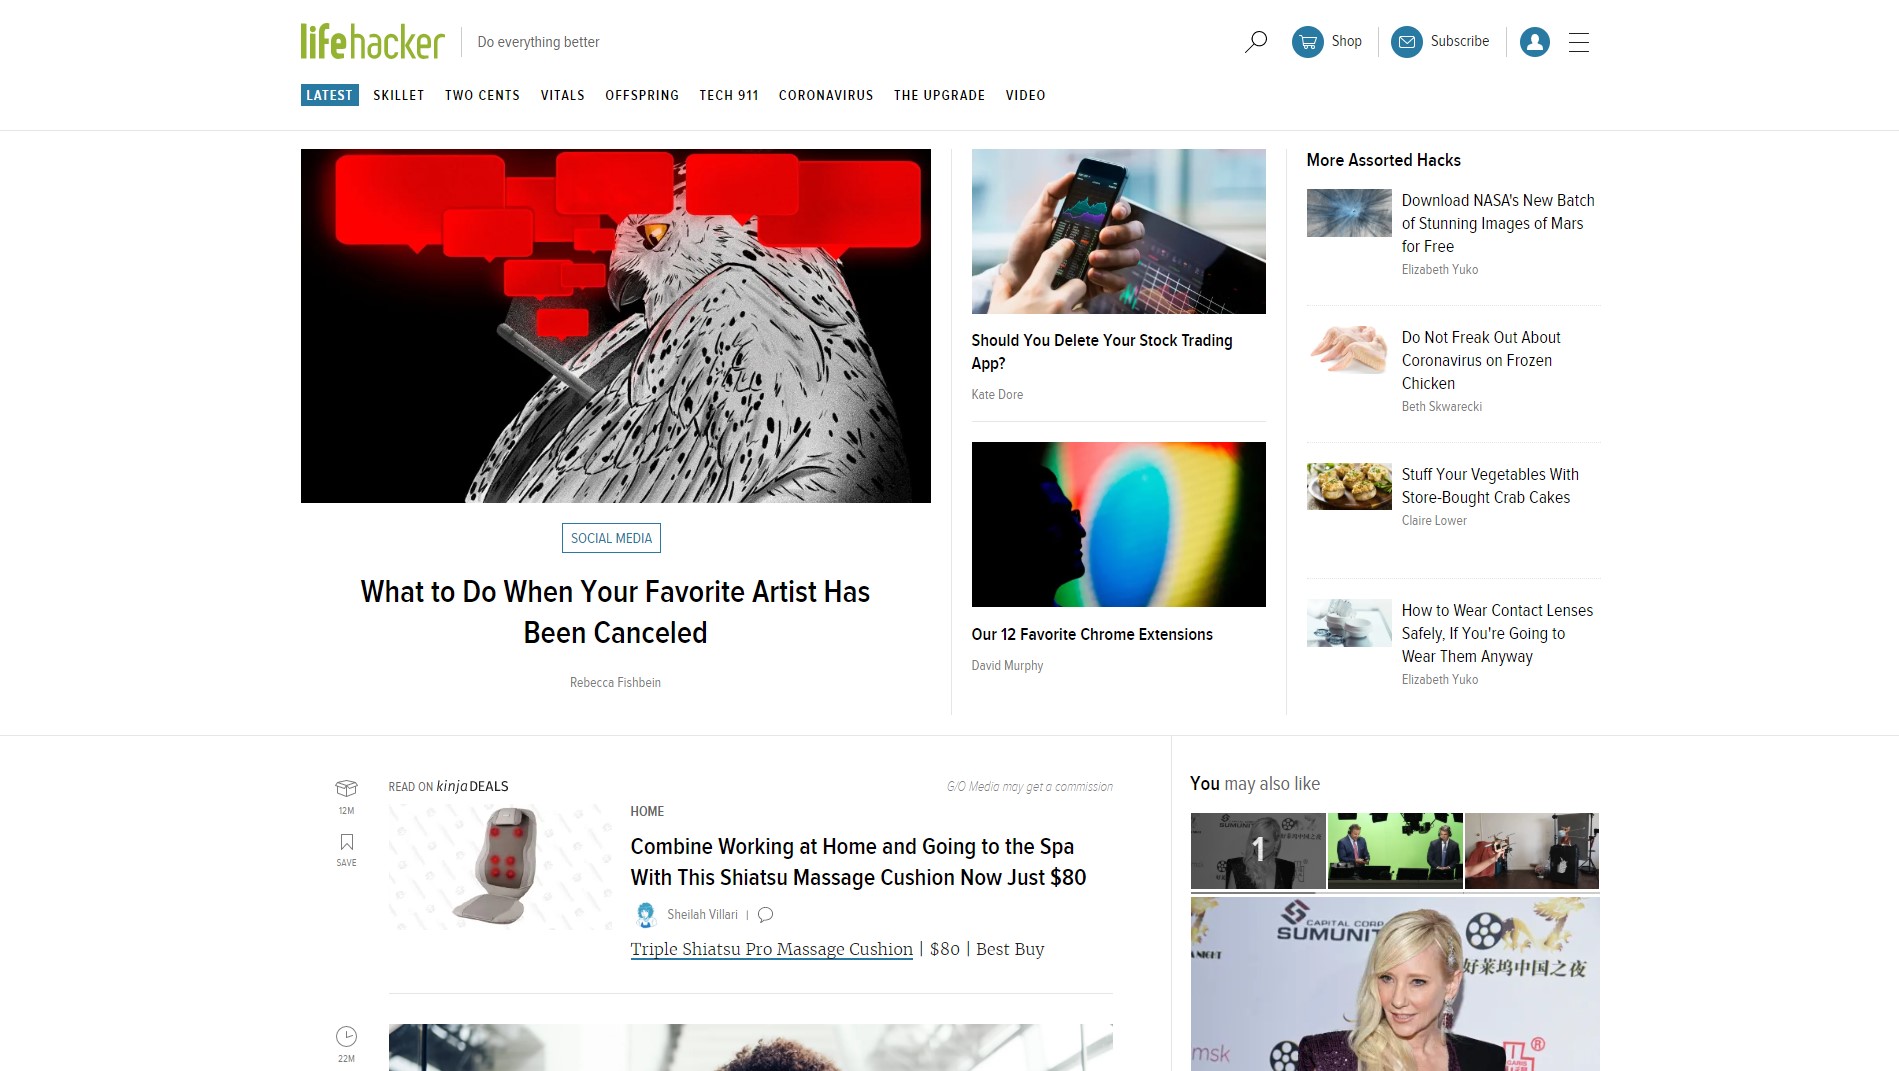 lifehacker
Do everything better
Shop
Subscribe
LATEST
SKILLET
TWO CENTS
VITALS
OFFSPRING
TECH 911
CORONAVIRUS
THE UPGRADE
VIDEO
SOCIAL MEDIA
What to Do When Your Favorite Artist Has
Been Canceled
Rebecca Fishbein
Should You Delete Your Stock Trading
App?
Kate Dore
Our 12 Favorite Chrome Extensions
David Murphy
More Assorted Hacks
Download NASA's New Batch
of Stunning Images of Mars
for Free
Elizabeth Yuko
Do Not Freak Out About
Coronavirus on Frozen
Chicken
Beth Skwarecki
Stuff Your Vegetables With
Store-Bought Crab Cakes
Claire Lower
How to Wear Contact Lenses
Safely, If You're Going to
Wear Them Anyway
Elizabeth Yuko
12M
SAVE
READ ON kinja DEALS
G/O Media may get a commission
HOME
Combine Working at Home and Going to the Spa
With This Shiatsu Massage Cushion Now Just $80
Sheilah Villari |
Triple Shiatsu Pro Massage Cushion | $80 | Best Buy
22M
You may also like
1
CAPITAL CORP
SUMUNIT
好莱坞中国之夜
A NIGHT
msk